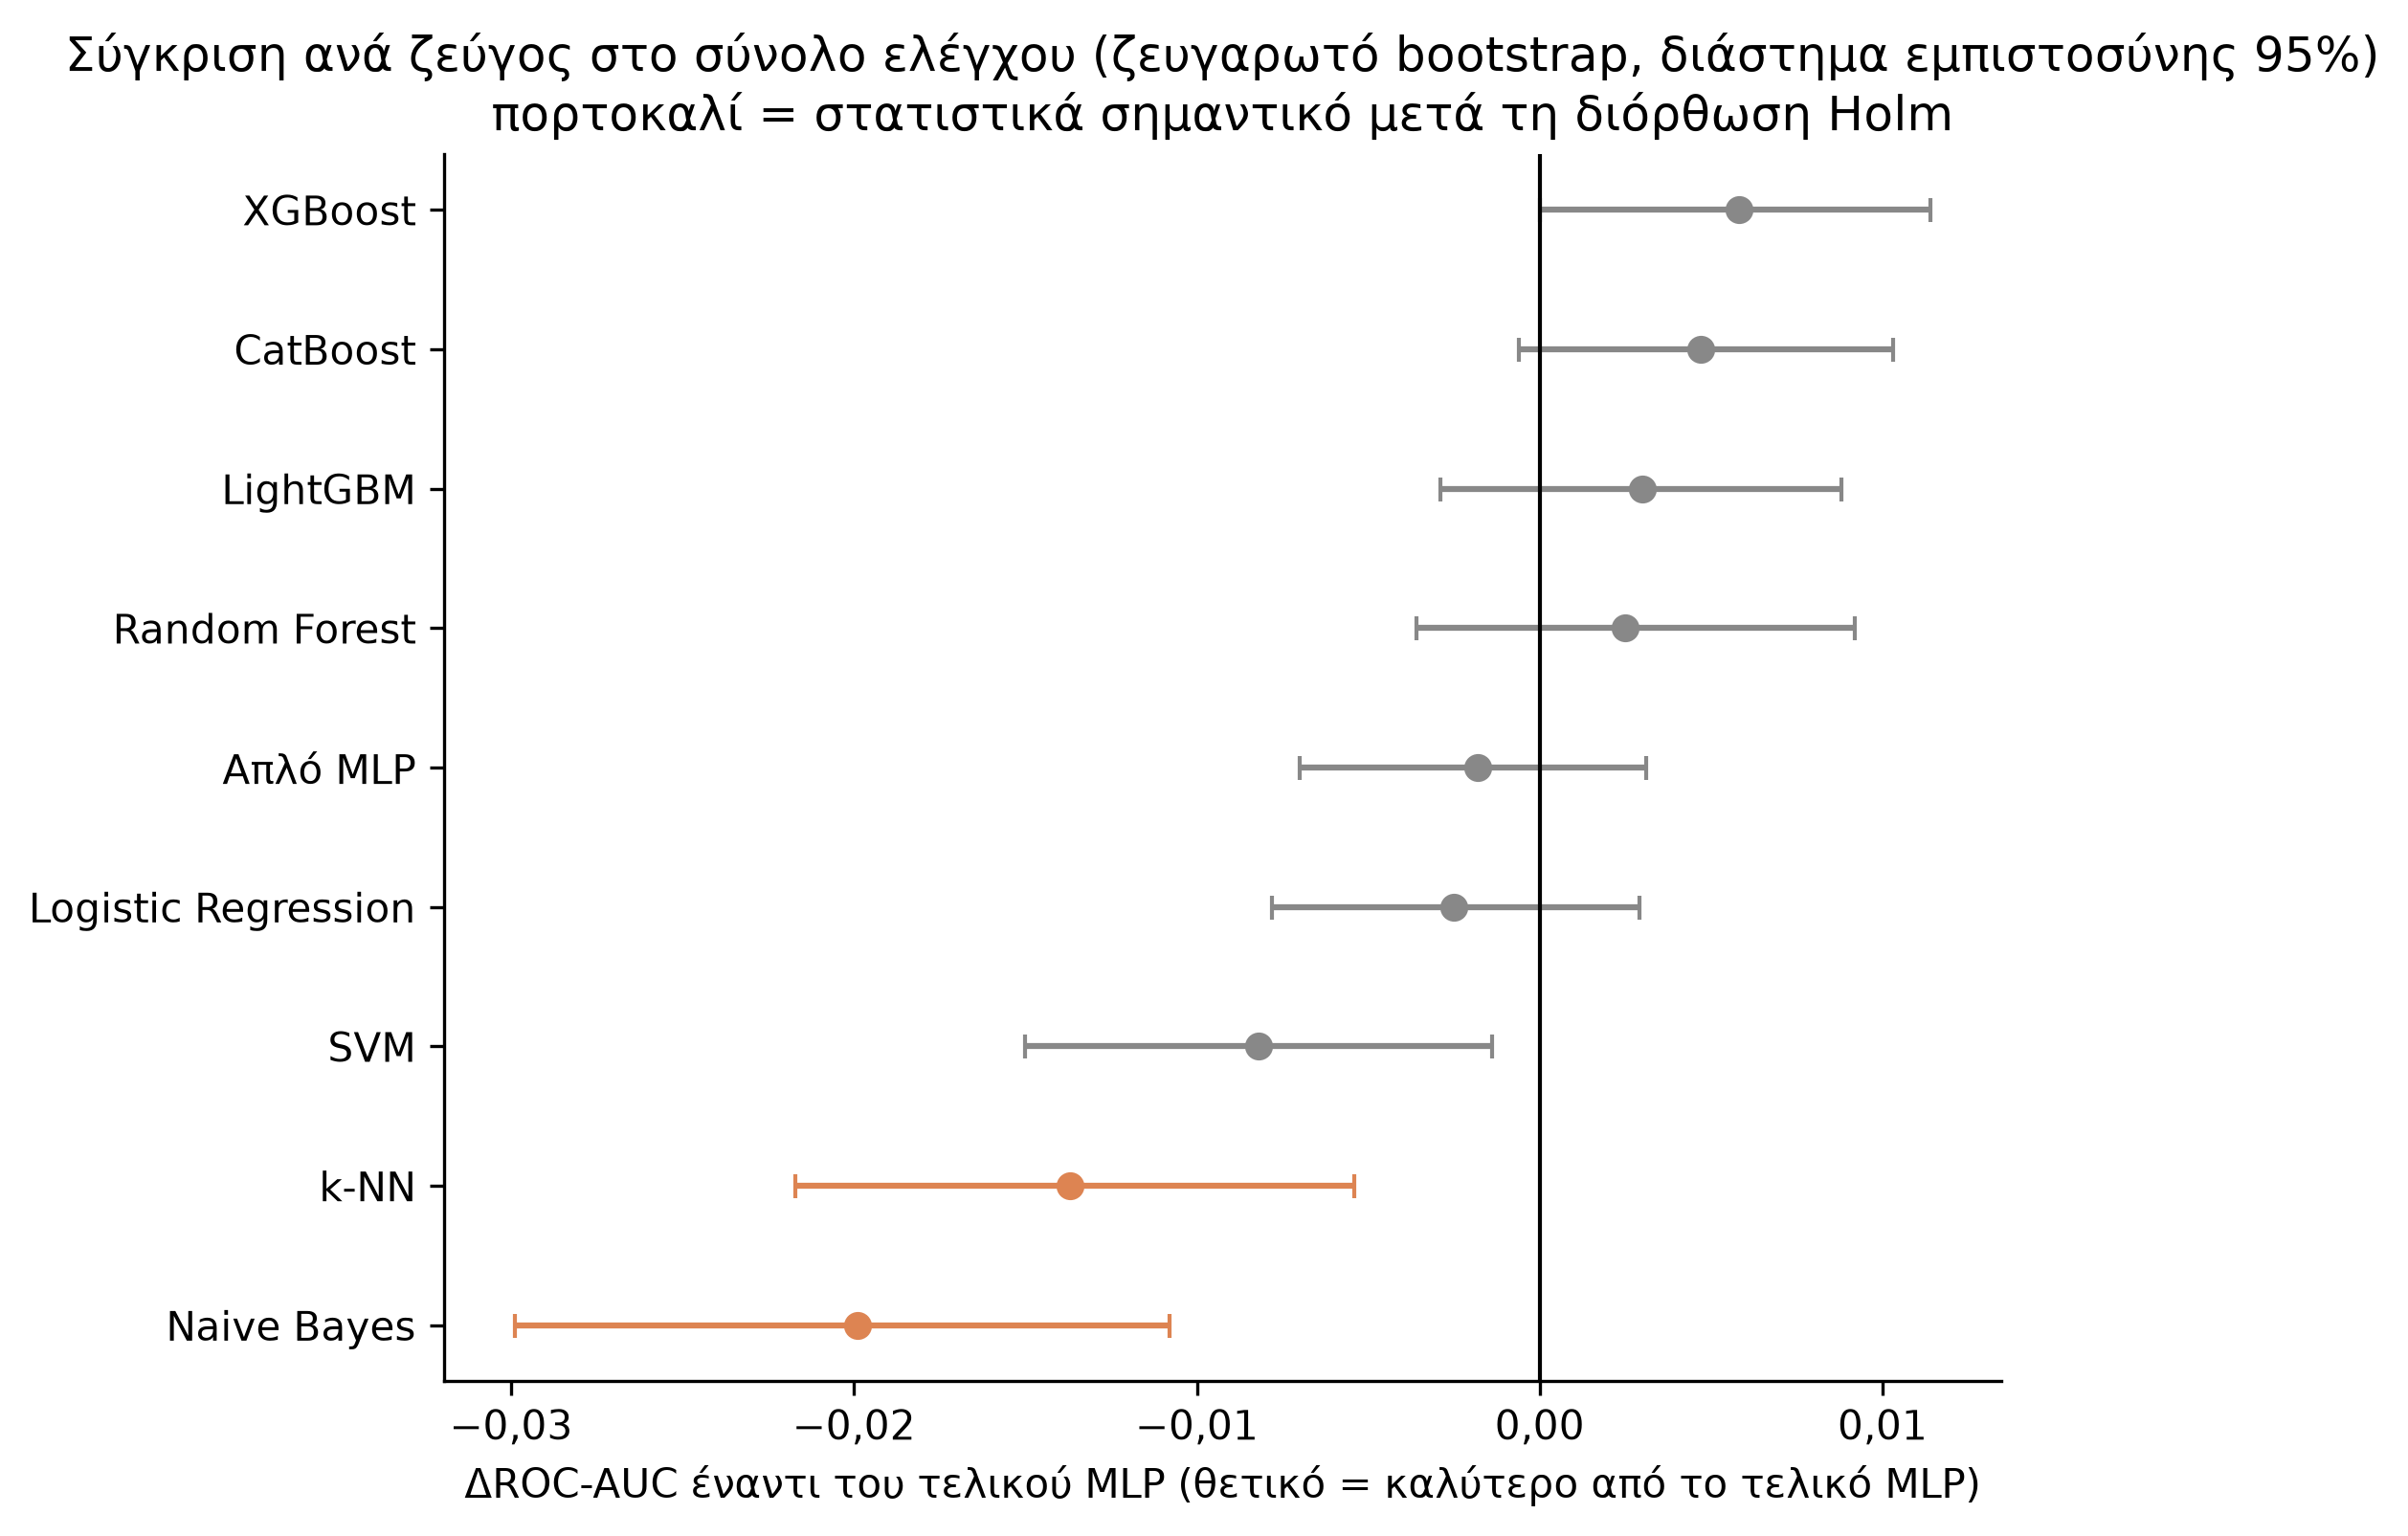 Σύγκριση ανά ζεύγος στο σύνολο ελέγχου (ζευγαρωτό bootstrap, διάστημα εμπιστοσύνης 95%)
πορτοκαλί = στατιστικά σημαντικό μετά τη διόρθωση Holm
XGBoost
CatBoost
LightGBM
Random Forest
Απλό MLP
Logistic Regression
SVM
k-NN
Naive Bayes
−0,03 −0,02 −0,01 0,00 0,01
ΔROC-AUC έναντι του τελικού MLP (θετικό = καλύτερο από το τελικό MLP)